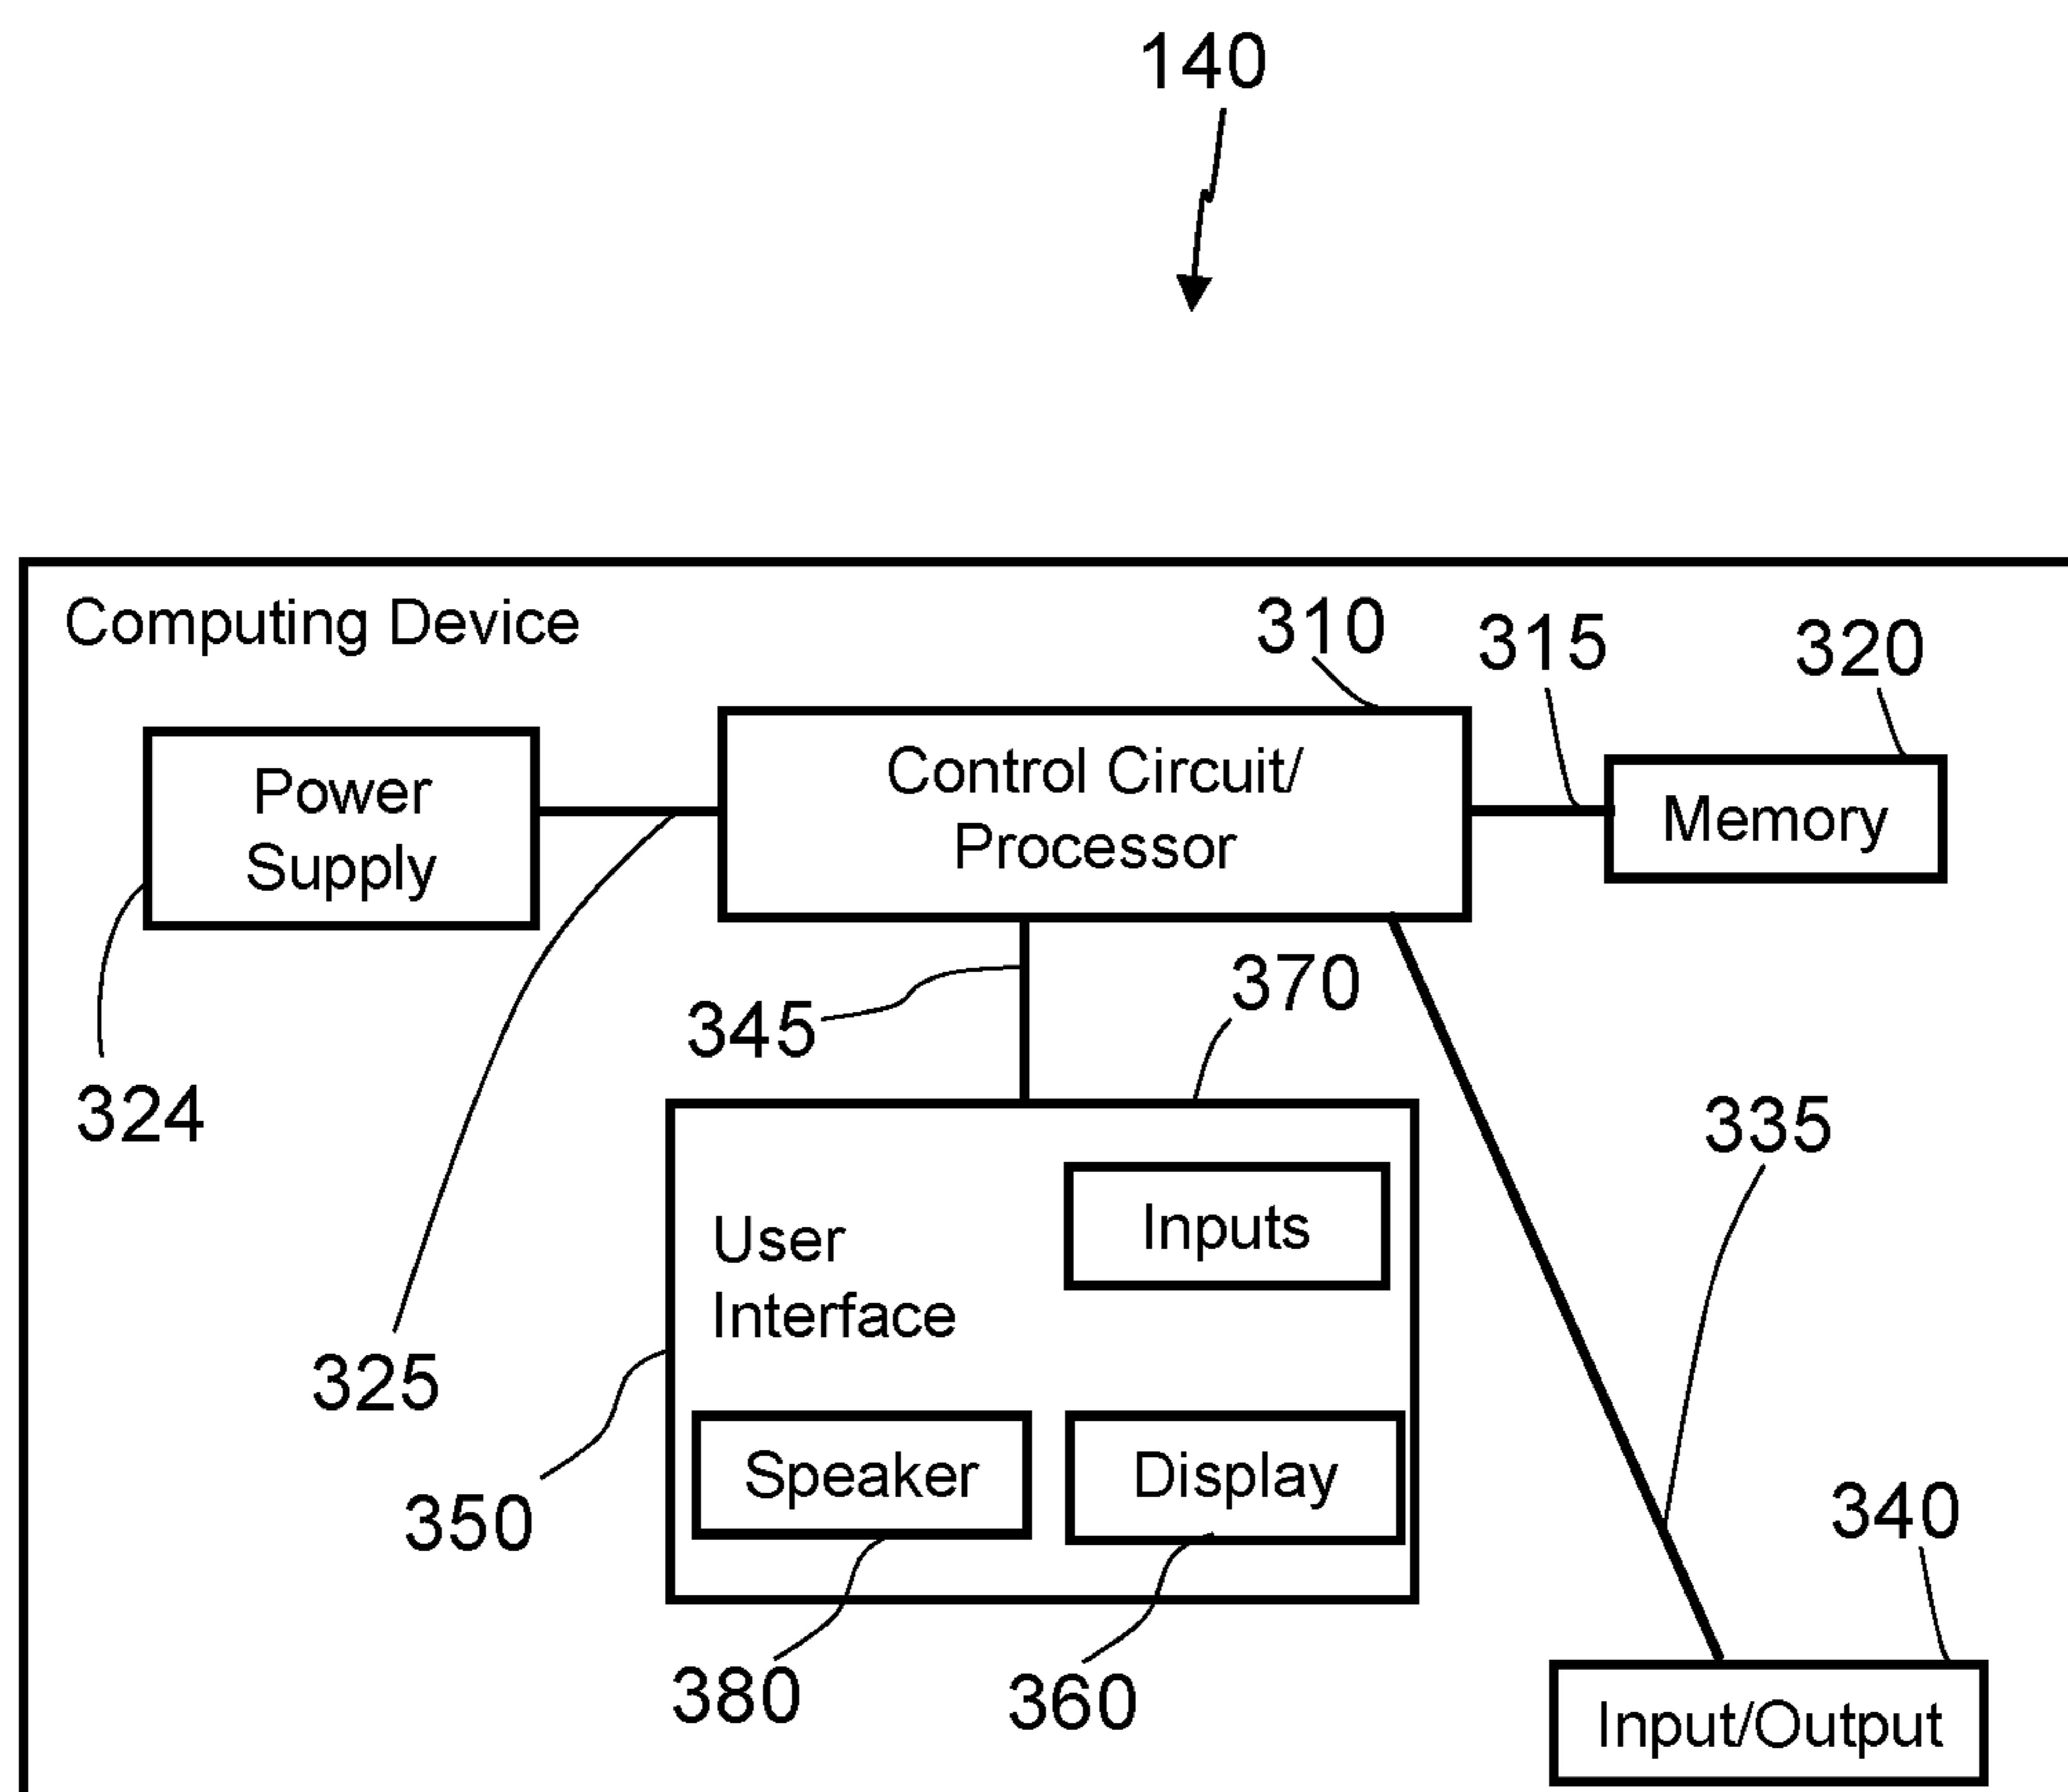 140
Computing Device
310
315
320
Power
Supply
Control Circuit/
Processor
Memory
345
370
324
335
User
Interface
Inputs
325
350
Speaker
Display
340
380
360
Input/Output